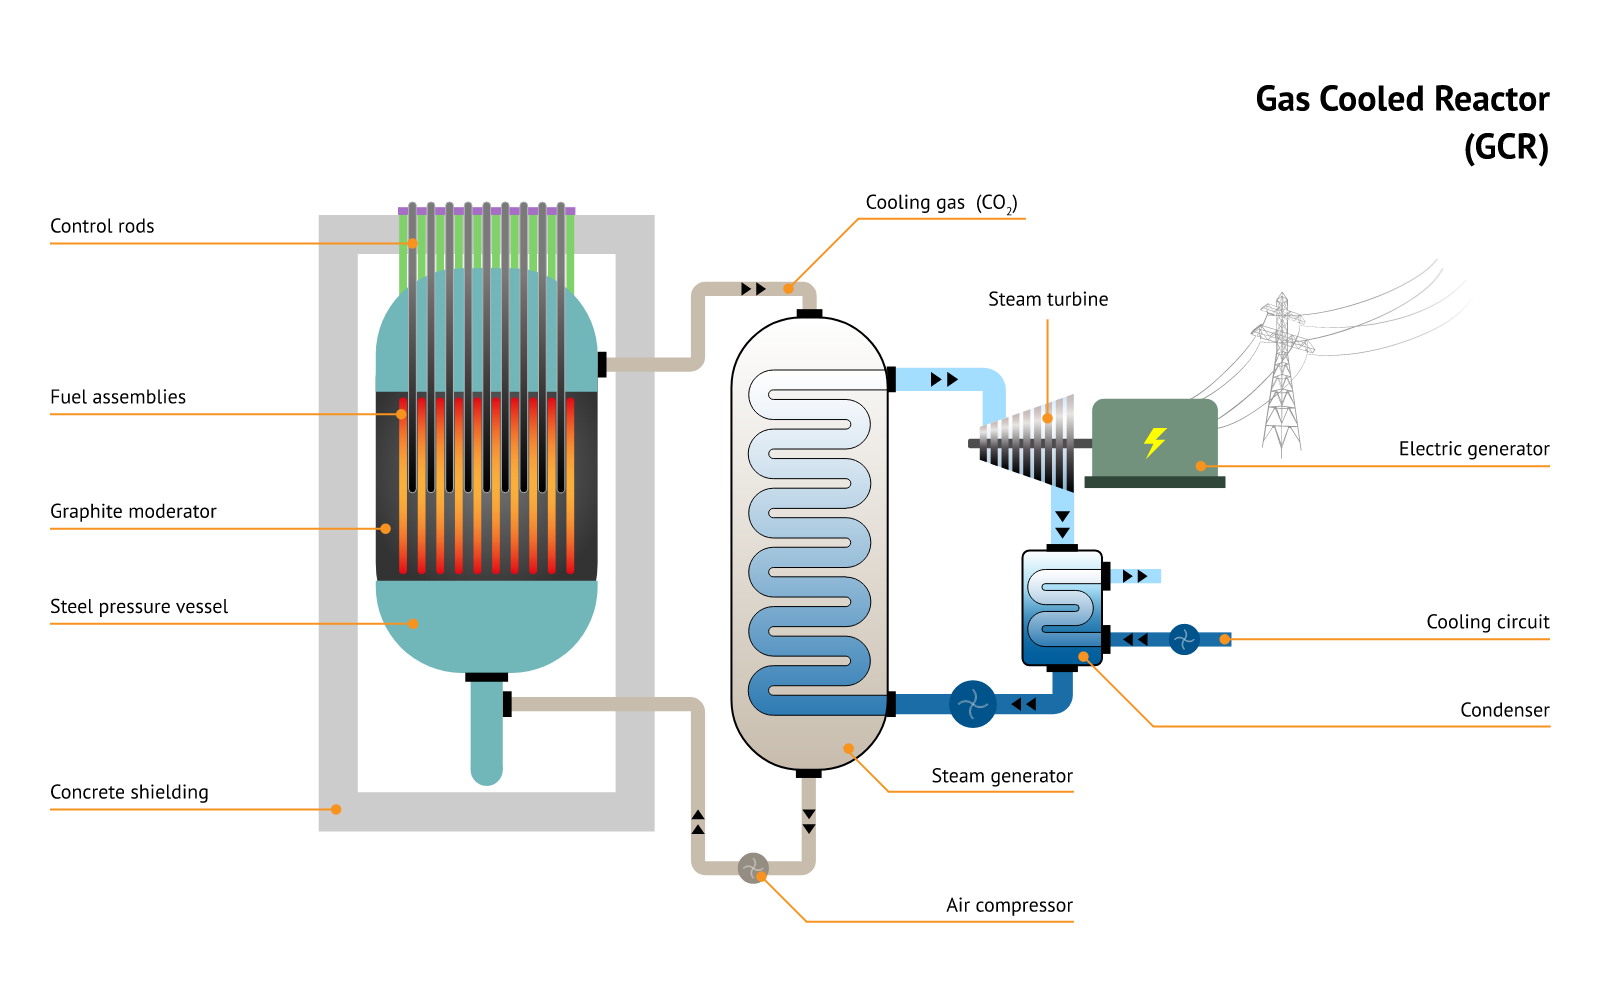 Gas Cooled Reactor
(GCR)
Cooling gas (CO₂)
Control rods
Steam turbine
Fuel assemblies
Electric generator
Graphite moderator
Steel pressure vessel
Cooling circuit
Condenser
Steam generator
Concrete shielding
Air compressor